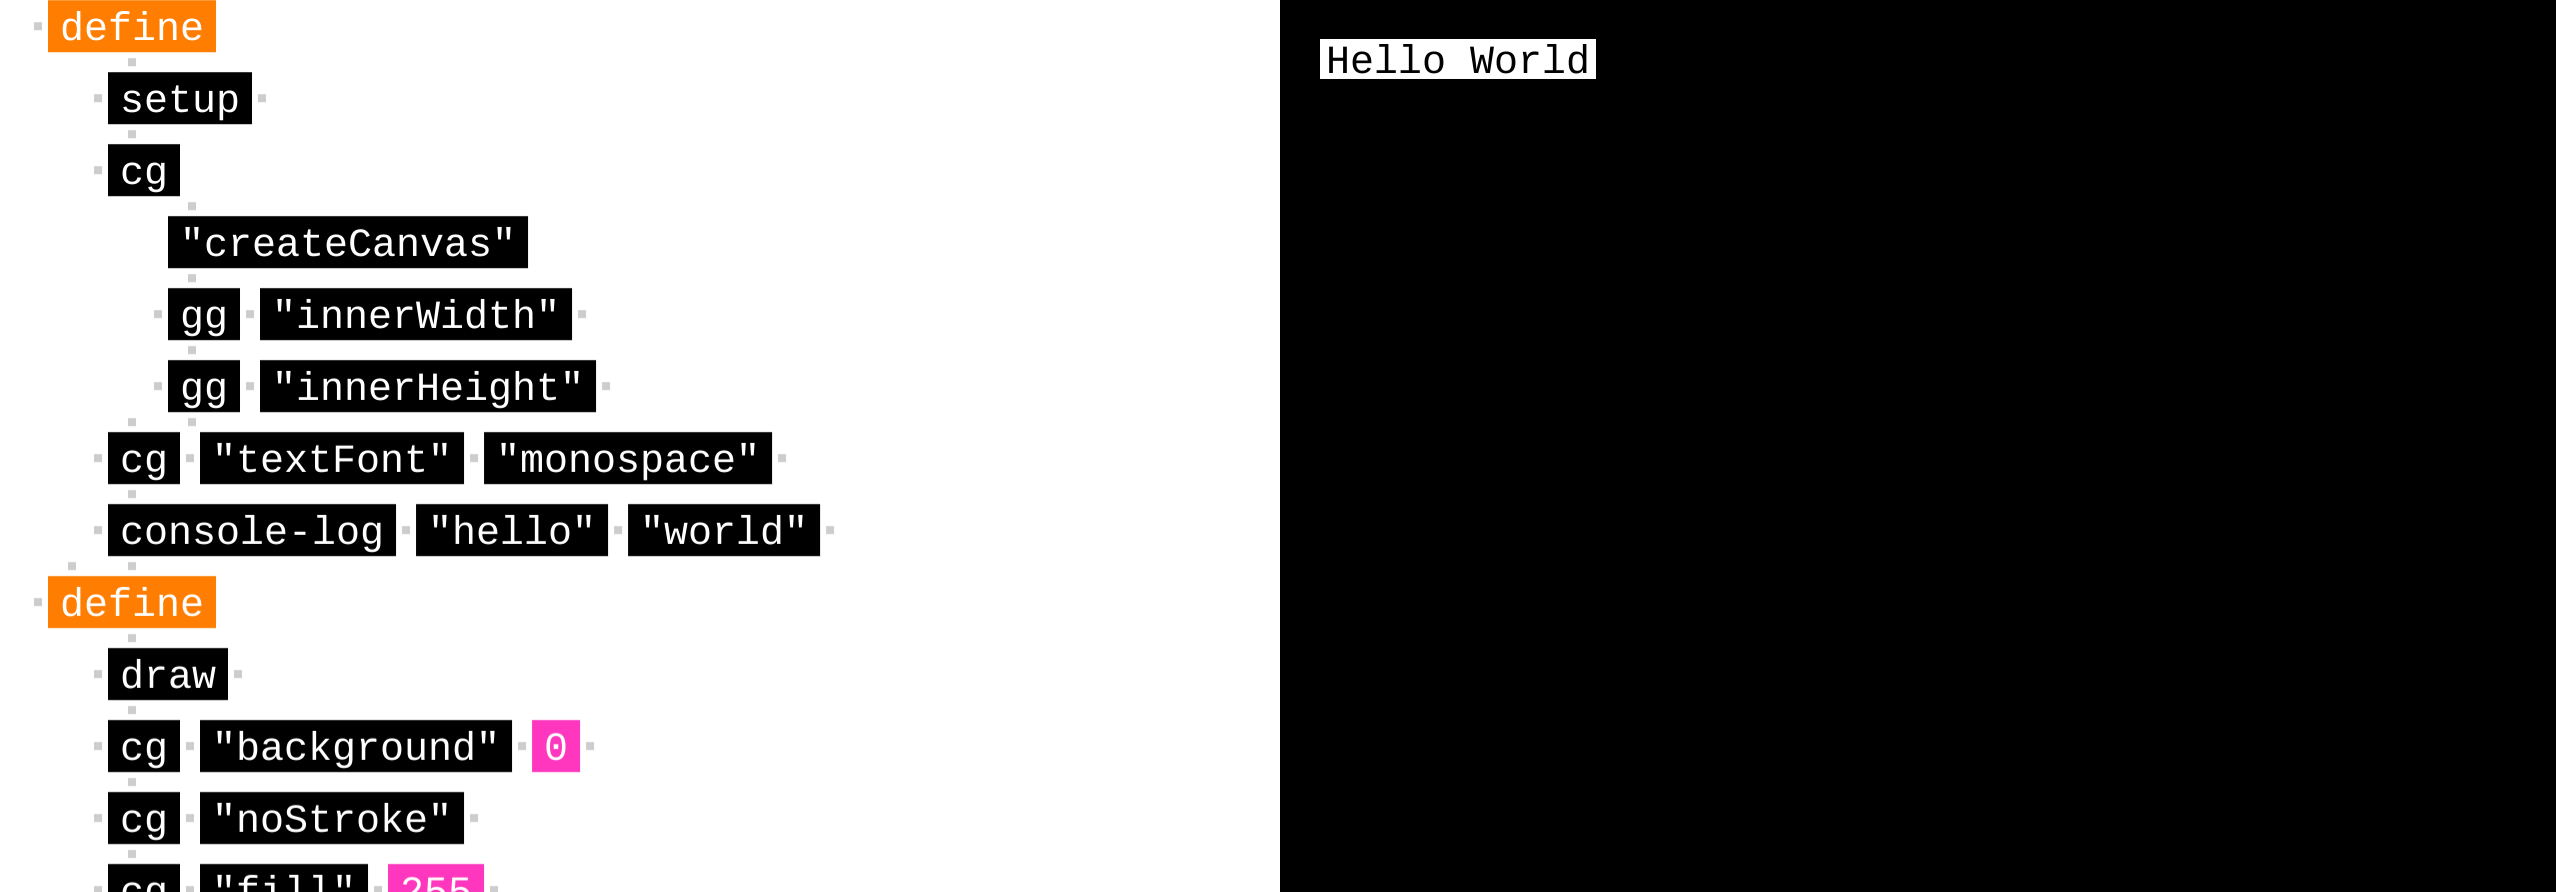 define
setup
cg
"createCanvas"
gg "innerWidth"
gg "innerHeight"
cg "textFont" "monospace"
console-log "hello" "world"
define
draw
cg "background" 0
cg "noStroke"
cg "fill" 255
Hello World